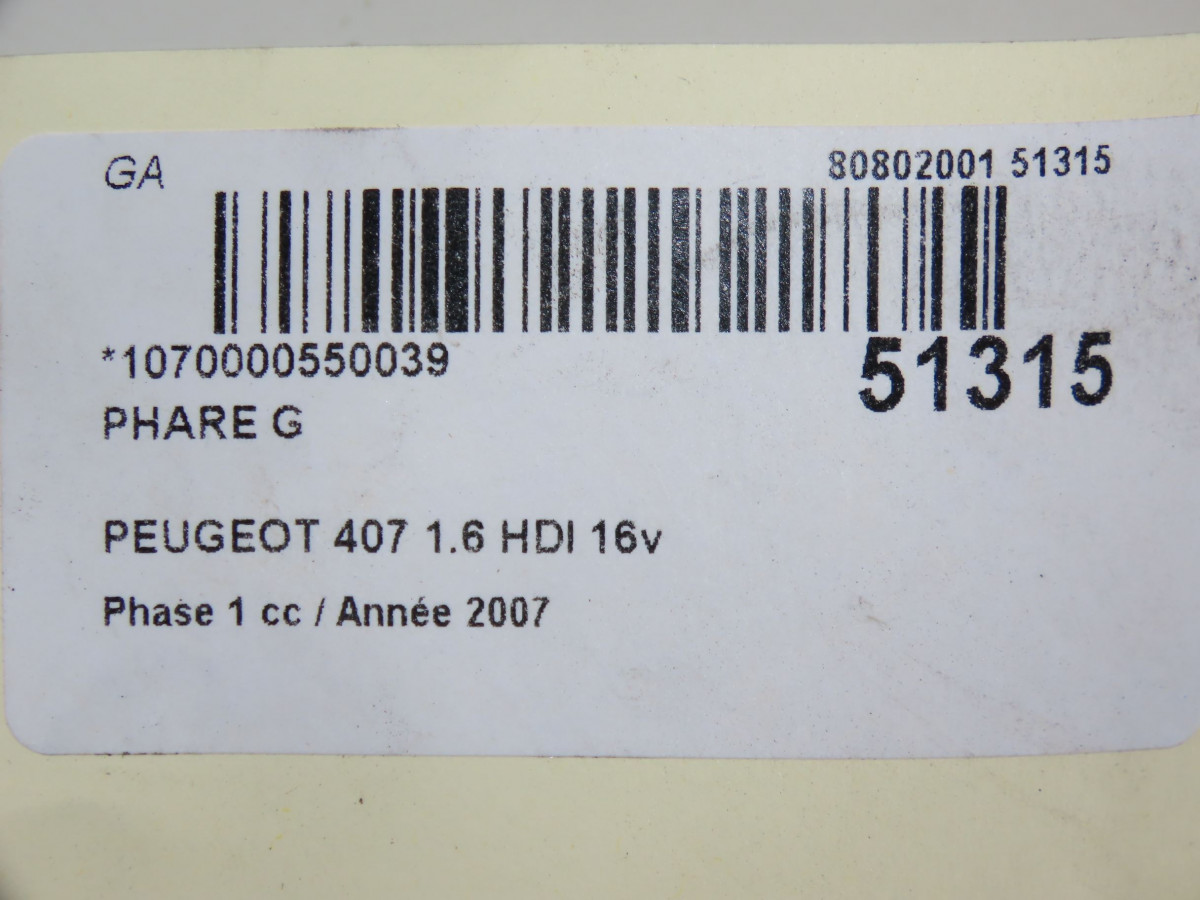 GA
80802001 51315
*1070000550039
51315
PHARE G
PEUGEOT 407 1.6 HDI 16v
Phase 1 cc / Année 2007